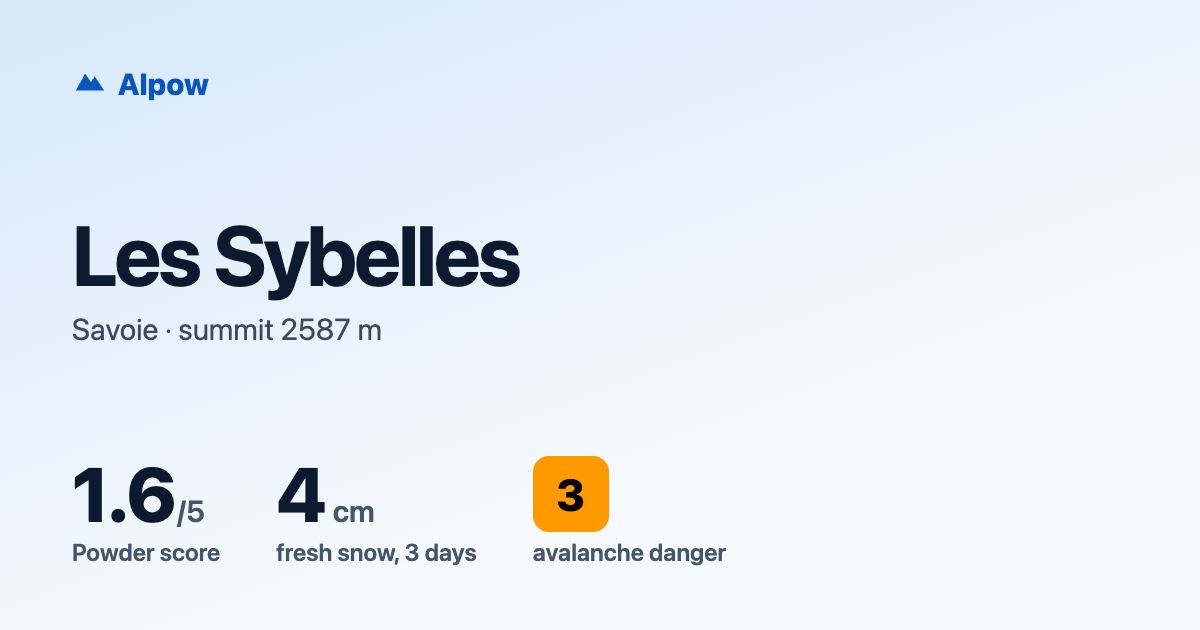 Alpow
Les Sybelles
Savoie · summit 2587 m
1.6/5 4 cm 3
Powder score fresh snow, 3 days avalanche danger